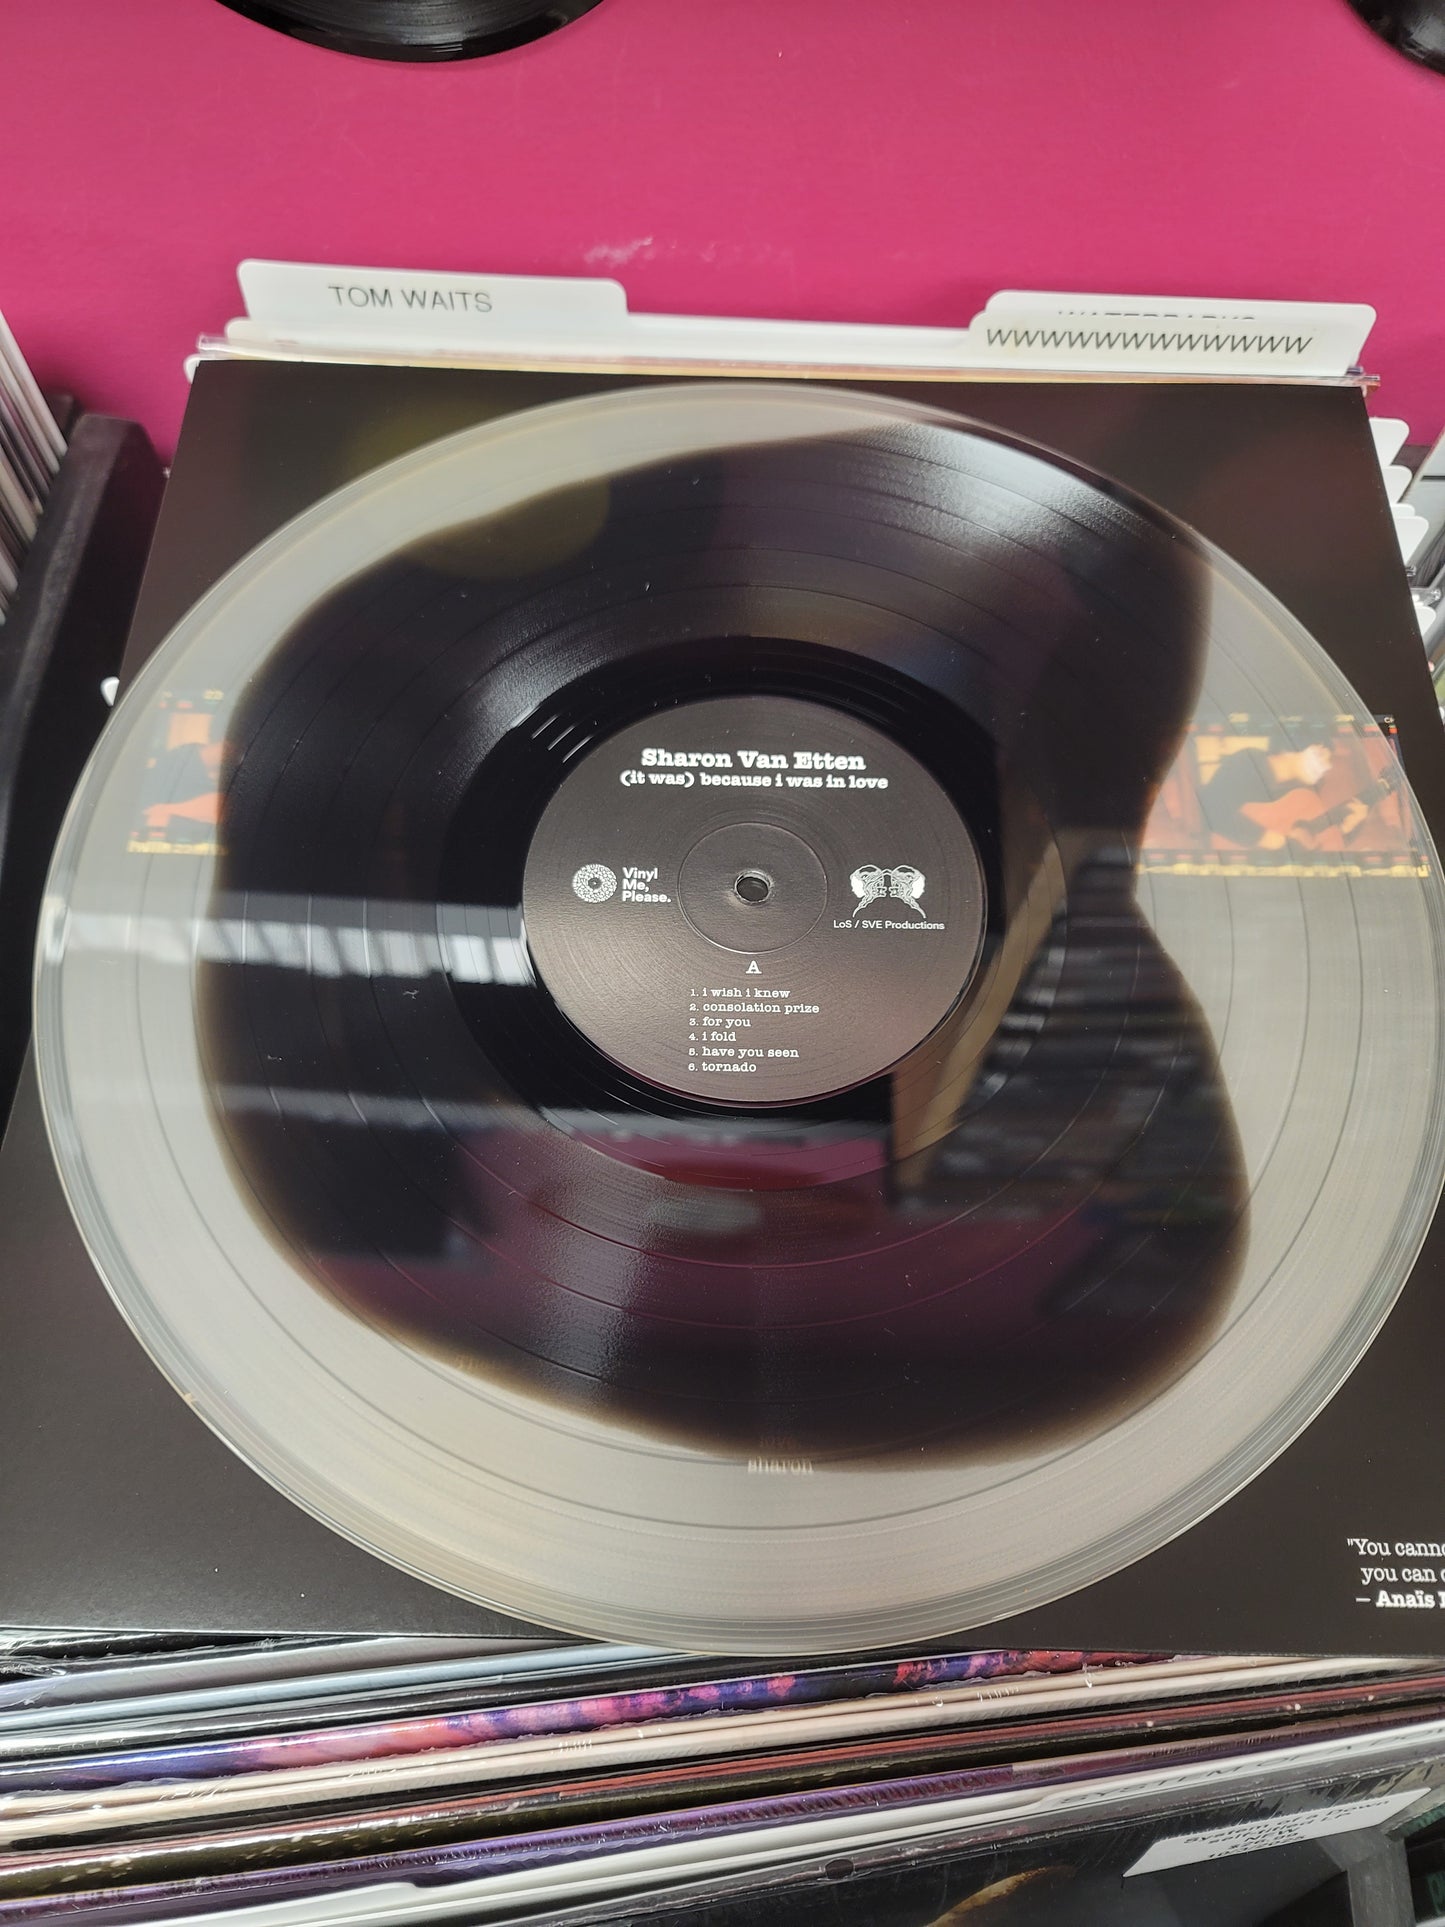 TOM WAITS
WWWWWWWWWWWW
Sharon Van Etten
(it was) because i was in love
Vinyl
Me,
Please.
LoS / SVE Productions
A
1. i wish i knew
2. consolation prize
3. for you
4. i fold
5. have you seen
6. tornado
sharon
"You
you can
— Anaïs
SYSTEM OF A